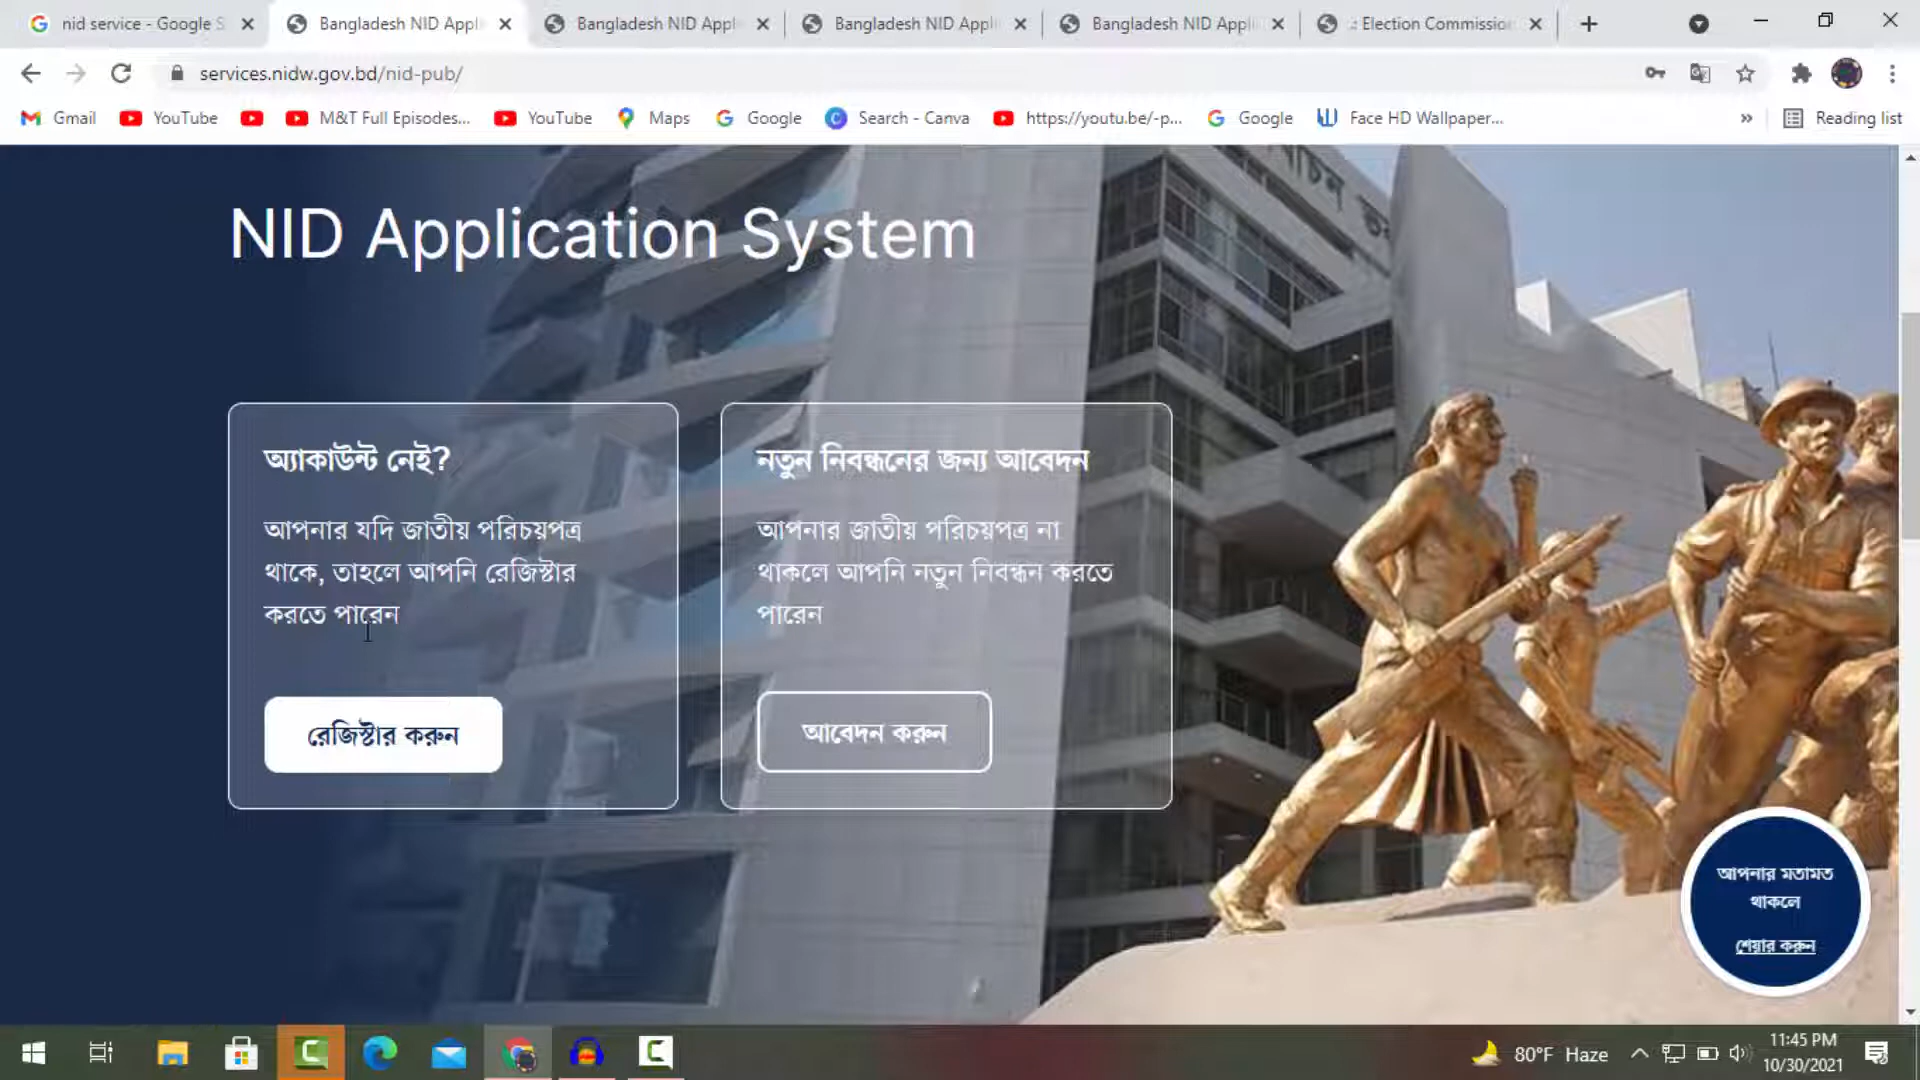 nid service - Google S
Bangladesh NID Appli
Bangladesh NID Appl
Bangladesh NID Appli
Bangladesh NID Appli
.: Election Commission
services.nidw.gov.bd/nid-pub/
Gmail
YouTube
M&T Full Episodes...
YouTube
Maps
Google
Search - Canva
https://youtu.be/-p...
Google
Face HD Wallpaper...
»
Reading list
NID Application System
অ্যাকাউন্ট নেই?
আপনার যদি জাতীয় পরিচয়পত্র
থাকে, তাহলে আপনি রেজিস্টার
করতে পারেন
রেজিস্টার করুন
নতুন নিবন্ধনের জন্য আবেদন
আপনার জাতীয় পরিচয়পত্র না
থাকলে আপনি নতুন নিবন্ধন করতে
পারেন
আবেদন করুন
আপনার মতামত
থাকলে
শেয়ার করুন
80°F Haze
11:45 PM
10/30/2021